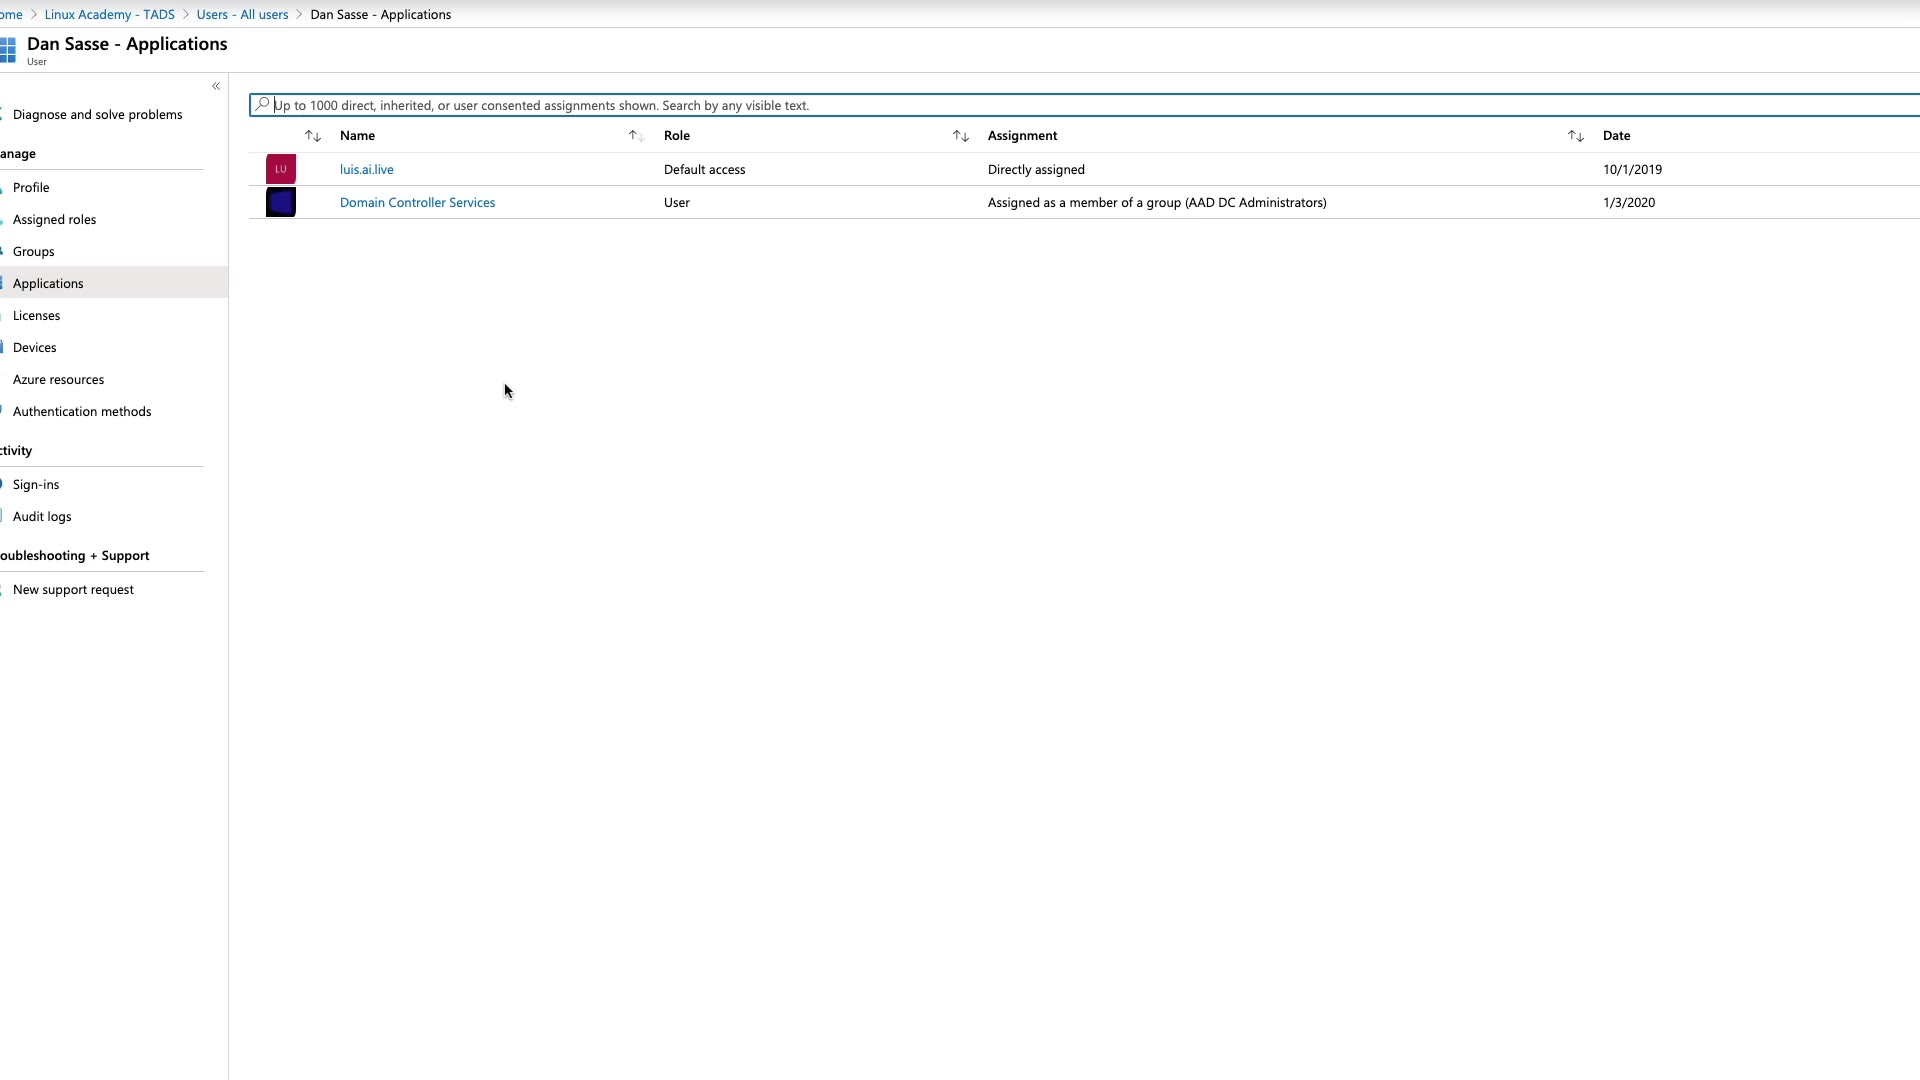 ome > Linux Academy - TADS > Users - All users > Dan Sasse - Applications
Dan Sasse - Applications
User
«
Diagnose and solve problems
anage
Profile
Assigned roles
Groups
Applications
Licenses
Devices
Azure resources
Authentication methods
ctivity
Sign-ins
Audit logs
oubleshooting + Support
New support request
Up to 1000 direct, inherited, or user consented assignments shown. Search by any visible text.
↑↓ Name ↑↓ Role ↑↓ Assignment ↑↓ Date
LU luis.ai.live Default access Directly assigned 10/1/2019
Domain Controller Services User Assigned as a member of a group (AAD DC Administrators) 1/3/2020